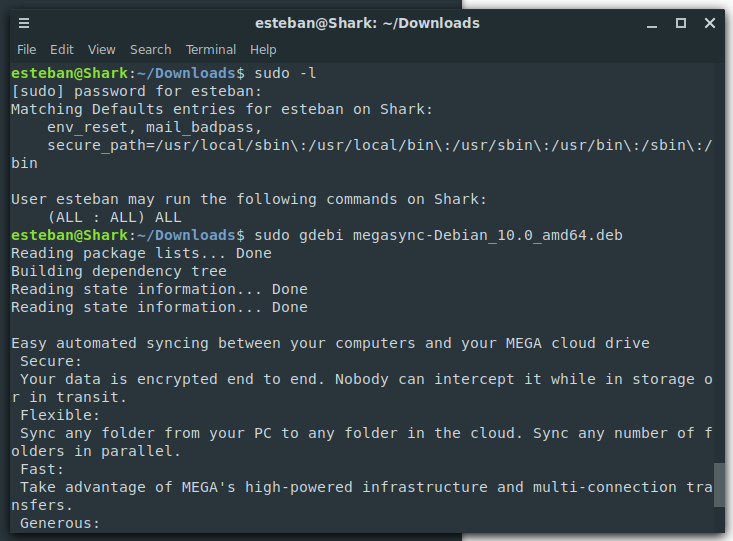 esteban@Shark: ~/Downloads
File Edit View Search Terminal Help
esteban@Shark:~/Downloads$ sudo -l
[sudo] password for esteban:
Matching Defaults entries for esteban on Shark:
    env_reset, mail_badpass,
    secure_path=/usr/local/sbin\:/usr/local/bin\:/usr/sbin\:/usr/bin\:/sbin\:/
bin

User esteban may run the following commands on Shark:
    (ALL : ALL) ALL
esteban@Shark:~/Downloads$ sudo gdebi megasync-Debian_10.0_amd64.deb
Reading package lists... Done
Building dependency tree
Reading state information... Done
Reading state information... Done

Easy automated syncing between your computers and your MEGA cloud drive
 Secure:
 Your data is encrypted end to end. Nobody can intercept it while in storage o
r in transit.
 Flexible:
 Sync any folder from your PC to any folder in the cloud. Sync any number of f
olders in parallel.
 Fast:
 Take advantage of MEGA's high-powered infrastructure and multi-connection tra
nsfers.
 Generous: